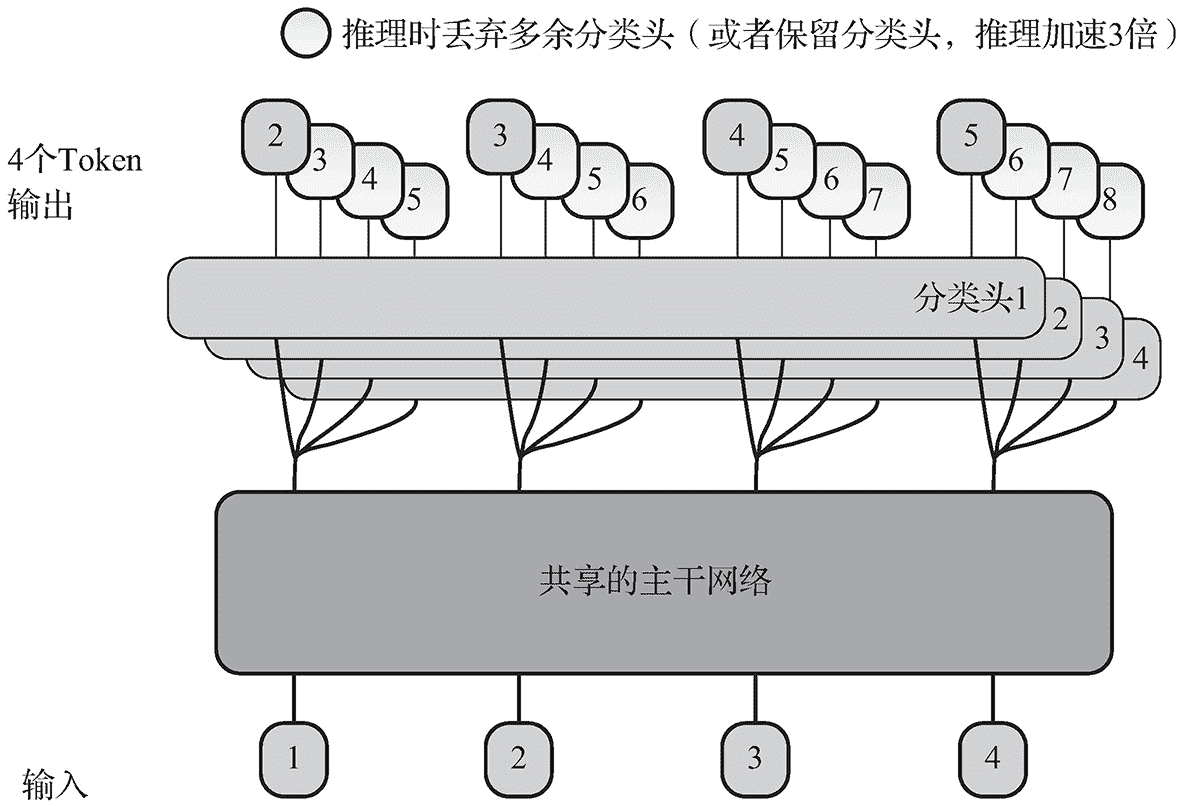 推理时丢弃多余分类头（或者保留分类头，推理加速3倍）
4个Token
输出
2 3 4 5
3 4 5 6
4 5 6 7
5 6 7 8
分类头1
2
3
4
共享的主干网络
1 2 3 4
输入